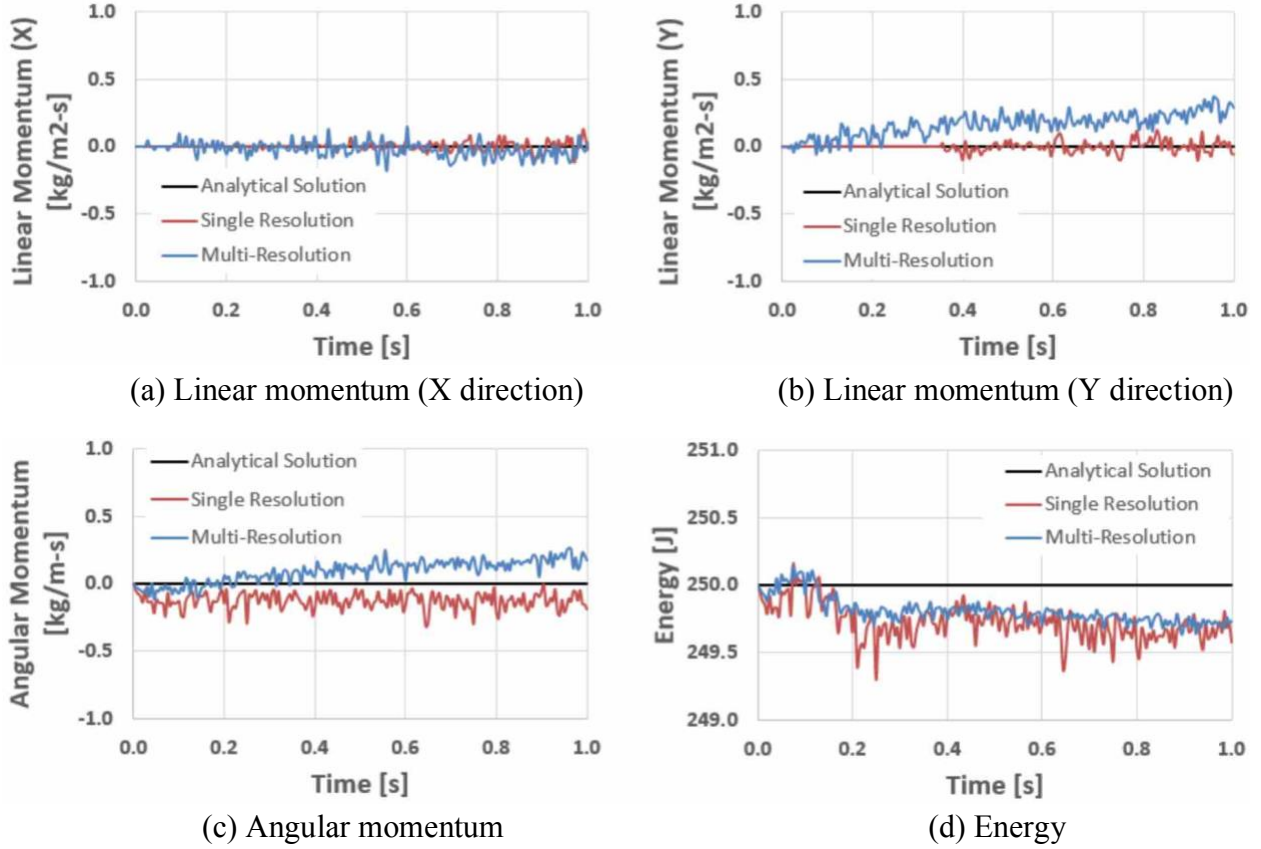 Linear Momentum (X)
[kg/m2-s]
1.0
0.5
0.0
-0.5
-1.0
Analytical Solution
Single Resolution
Multi-Resolution
0.0 0.2 0.4 0.6 0.8 1.0
Time [s]
(a) Linear momentum (X direction)
Linear Momentum (Y)
[kg/m2-s]
1.0
0.5
0.0
-0.5
-1.0
Analytical Solution
Single Resolution
Multi-Resolution
0.0 0.2 0.4 0.6 0.8 1.0
Time [s]
(b) Linear momentum (Y direction)
Angular Momentum
[kg/m-s]
1.0
0.5
0.0
-0.5
-1.0
Analytical Solution
Single Resolution
Multi-Resolution
0.0 0.2 0.4 0.6 0.8 1.0
Time [s]
(c) Angular momentum
Energy [J]
251.0
250.5
250.0
249.5
249.0
Analytical Solution
Single Resolution
Multi-Resolution
0.0 0.2 0.4 0.6 0.8 1.0
Time [s]
(d) Energy